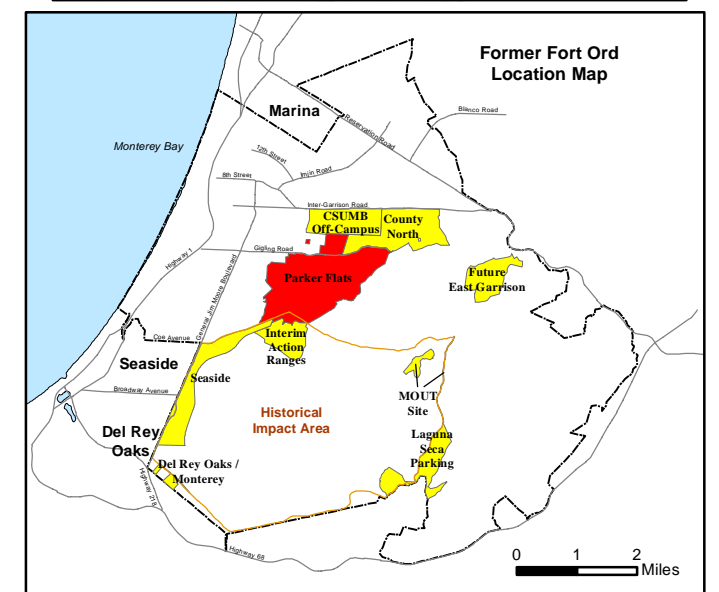 Former Fort Ord
Location Map
Marina
Blanco Road
Reservation Road
Monterey Bay
12th Street
Imjin Road
8th Street
Inter-Garrison Road
CSUMB
Off-Campus
County
North
Gigling Road
Highway 1
General Jim Moore Boulevard
Parker Flats
Future
East Garrison
Coe Avenue
Interim
Action
Ranges
Seaside
Seaside
Broadway Avenue
MOUT
Site
Historical
Impact Area
Del Rey
Oaks
Laguna
Seca
Parking
Del Rey Oaks /
Monterey
Highway 218
Highway 68
0 1 2
Miles